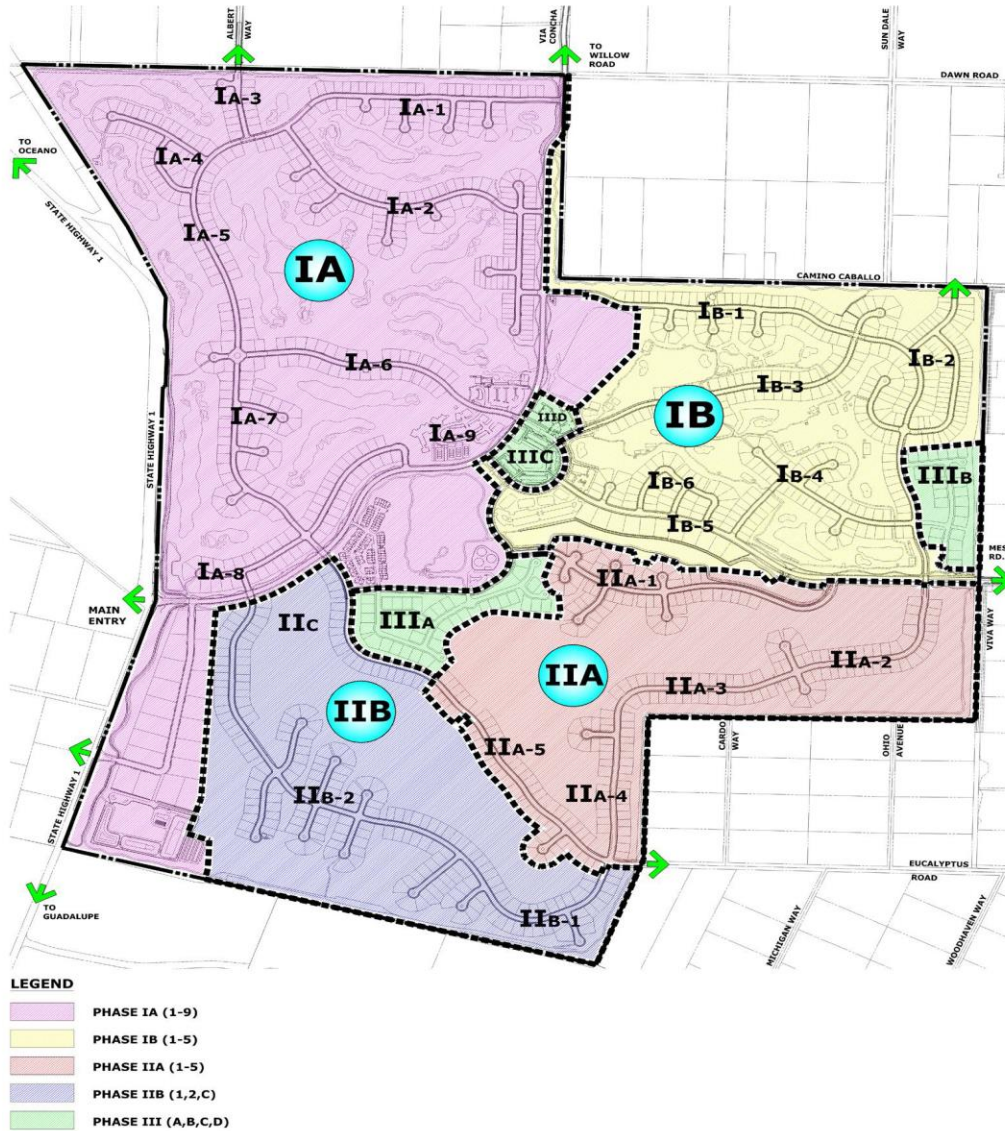 ALBERT
WAY
VIA
CONCHA
SUN DALE
WAY
TO
WILLOW
ROAD
DAWN ROAD
IA-3
IA-1
TO
OCEANO
IA-4
IA-2
STATE HIGHWAY 1
IA-5
IA
CAMINO CABALLO
IB-1
IB-2
IA-6
IB-3
IA-7
IIID
IB
IA-9
IIIC
IB-6
IB-4
IIIB
STATE HIGHWAY 1
IB-5
MES
RD.
IA-8
IIA-1
MAIN
ENTRY
IIC
IIIA
VIVA WAY
IIA
IIA-2
IIA-3
IIB
CARDO
WAY
OHIO
AVENUE
IIA-5
IIA-4
IIB-2
STATE HIGHWAY 1
EUCALYPTUS
ROAD
TO
GUADALUPE
IIB-1
MICHIGAN WAY
WOODHAVEN WAY
LEGEND
PHASE IA (1-9)
PHASE IB (1-5)
PHASE IIA (1-5)
PHASE IIB (1,2,C)
PHASE III (A,B,C,D)